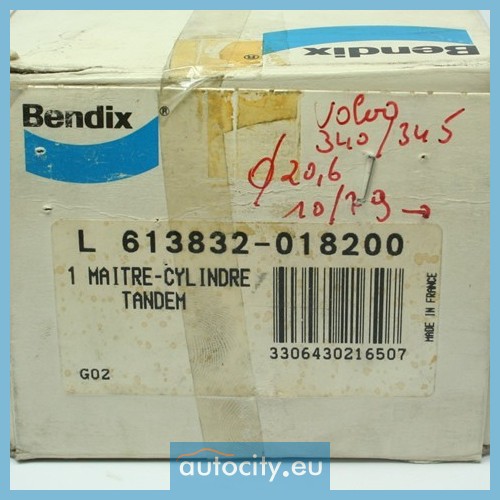 Bendix
Bendix ®
Volvo
340/345
ϕ 20,6
10/79 →
L 613832-018200
1 MAITRE-CYLINDRE
TANDEM
G02
3306430216507
MADE IN FRANCE
autocity.eu